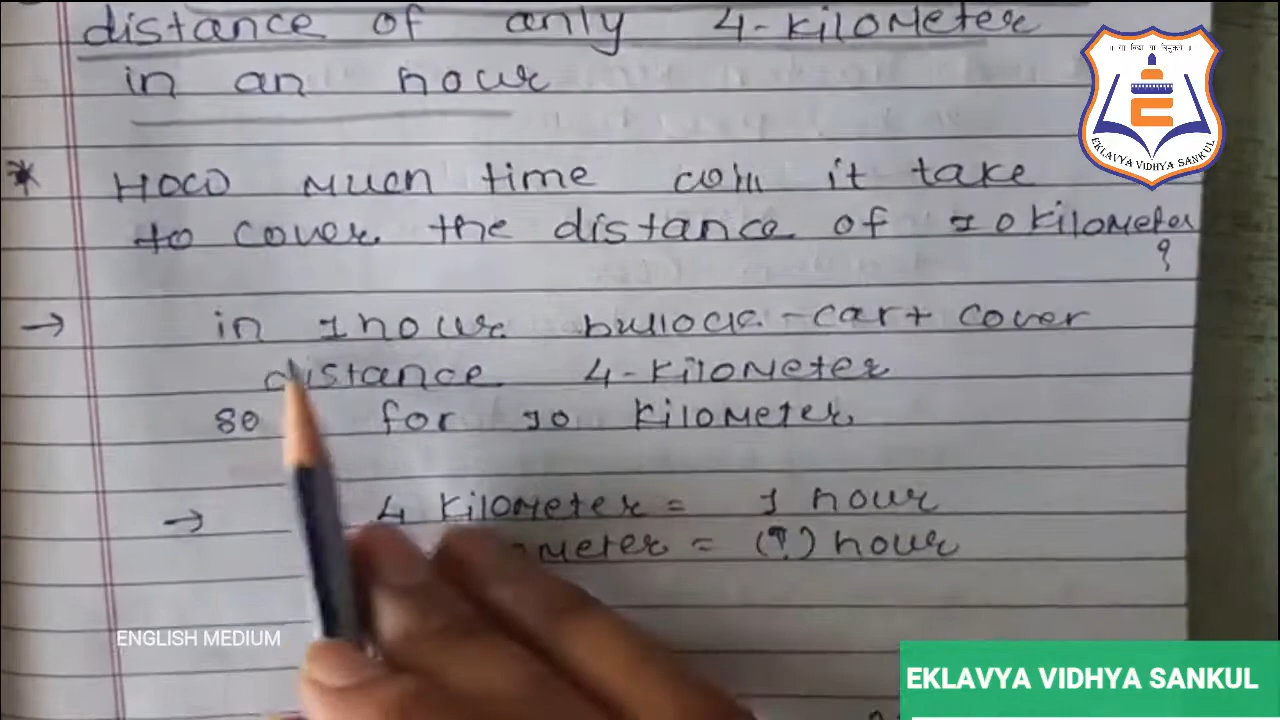 distance of only 4-kilometer
in an hour
* How much time will it take
to cover the distance of 10 kilometer
?
→ in 1 hour bullock-cart cover
distance 4-kilometer
so for 10 kilometer
→ 4 kilometer = 1 hour
ometer = (?) hour
ENGLISH MEDIUM
EKLAVYA VIDHYA SANKUL
EKLAVYA VIDHYA SANKUL